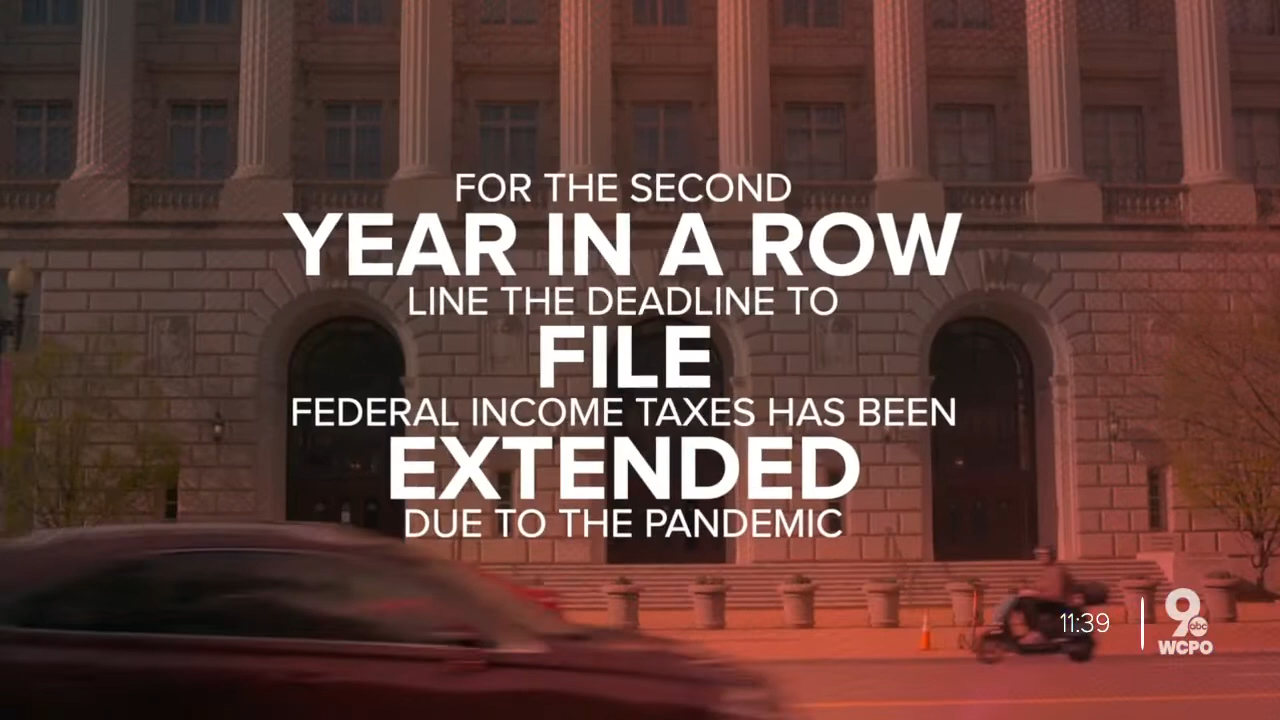 FOR THE SECOND
YEAR IN A ROW
LINE THE DEADLINE TO
FILE
FEDERAL INCOME TAXES HAS BEEN
EXTENDED
DUE TO THE PANDEMIC
11:39
9 abc
WCPO